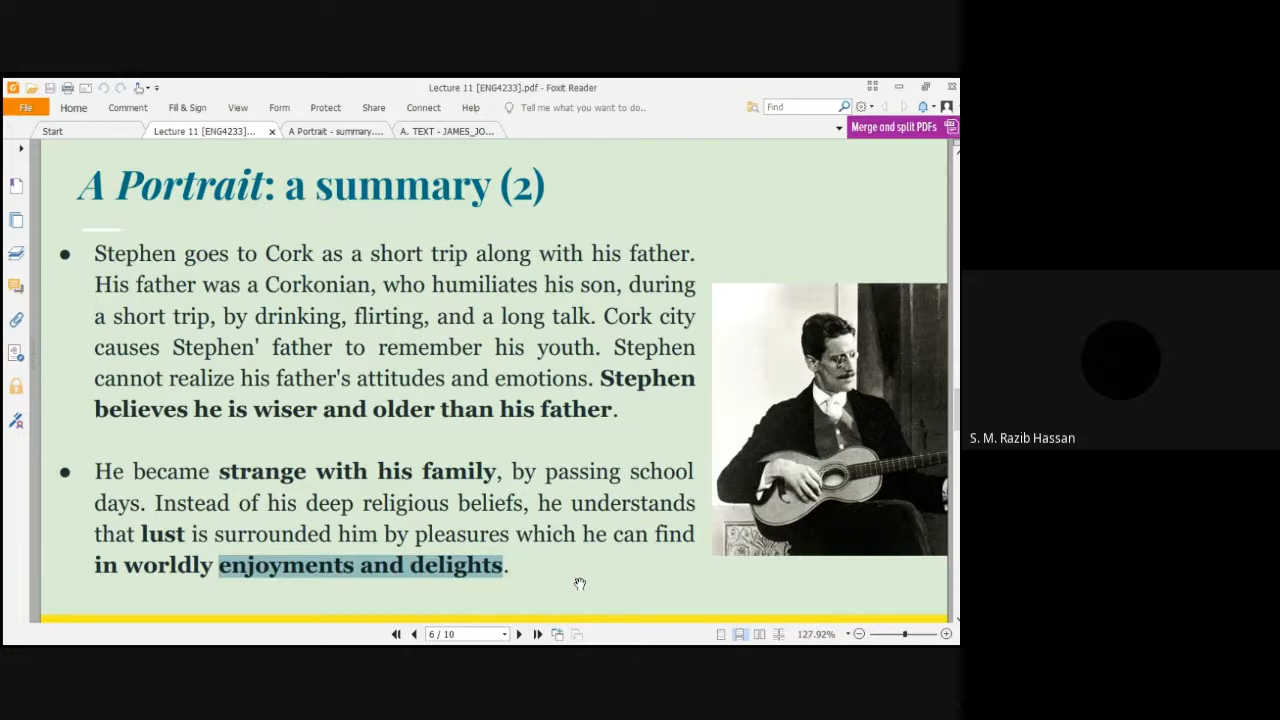 Lecture 11 [ENG4233].pdf - Foxit Reader
File Home Comment Fill & Sign View Form Protect Share Connect Help Tell me what you want to do.. Find
Start Lecture 11 [ENG4233]... A Portrait - summary.... A. TEXT - JAMES_JO... Merge and split PDFs
A Portrait: a summary (2)
● Stephen goes to Cork as a short trip along with his father.
His father was a Corkonian, who humiliates his son, during
a short trip, by drinking, flirting, and a long talk. Cork city
causes Stephen' father to remember his youth. Stephen
cannot realize his father's attitudes and emotions. Stephen
believes he is wiser and older than his father.
● He became strange with his family, by passing school
days. Instead of his deep religious beliefs, he understands
that lust is surrounded him by pleasures which he can find
in worldly enjoyments and delights.
6 / 10 127.92%
S. M. Razib Hassan